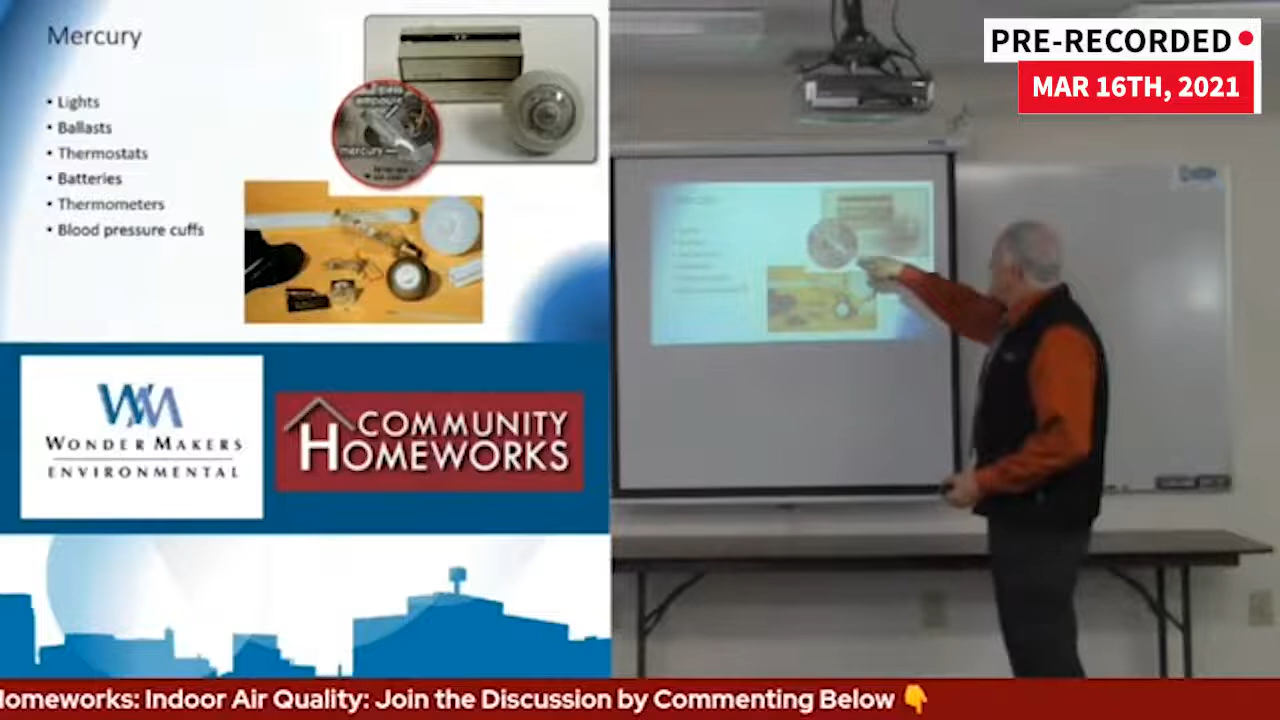 Mercury
• Lights
• Ballasts
• Thermostats
• Batteries
• Thermometers
• Blood pressure cuffs
mercury
PRE-RECORDED
MAR 16TH, 2021
WM
WONDER MAKERS
ENVIRONMENTAL
COMMUNITY
HOMEWORKS
Homeworks: Indoor Air Quality: Join the Discussion by Commenting Below 👇